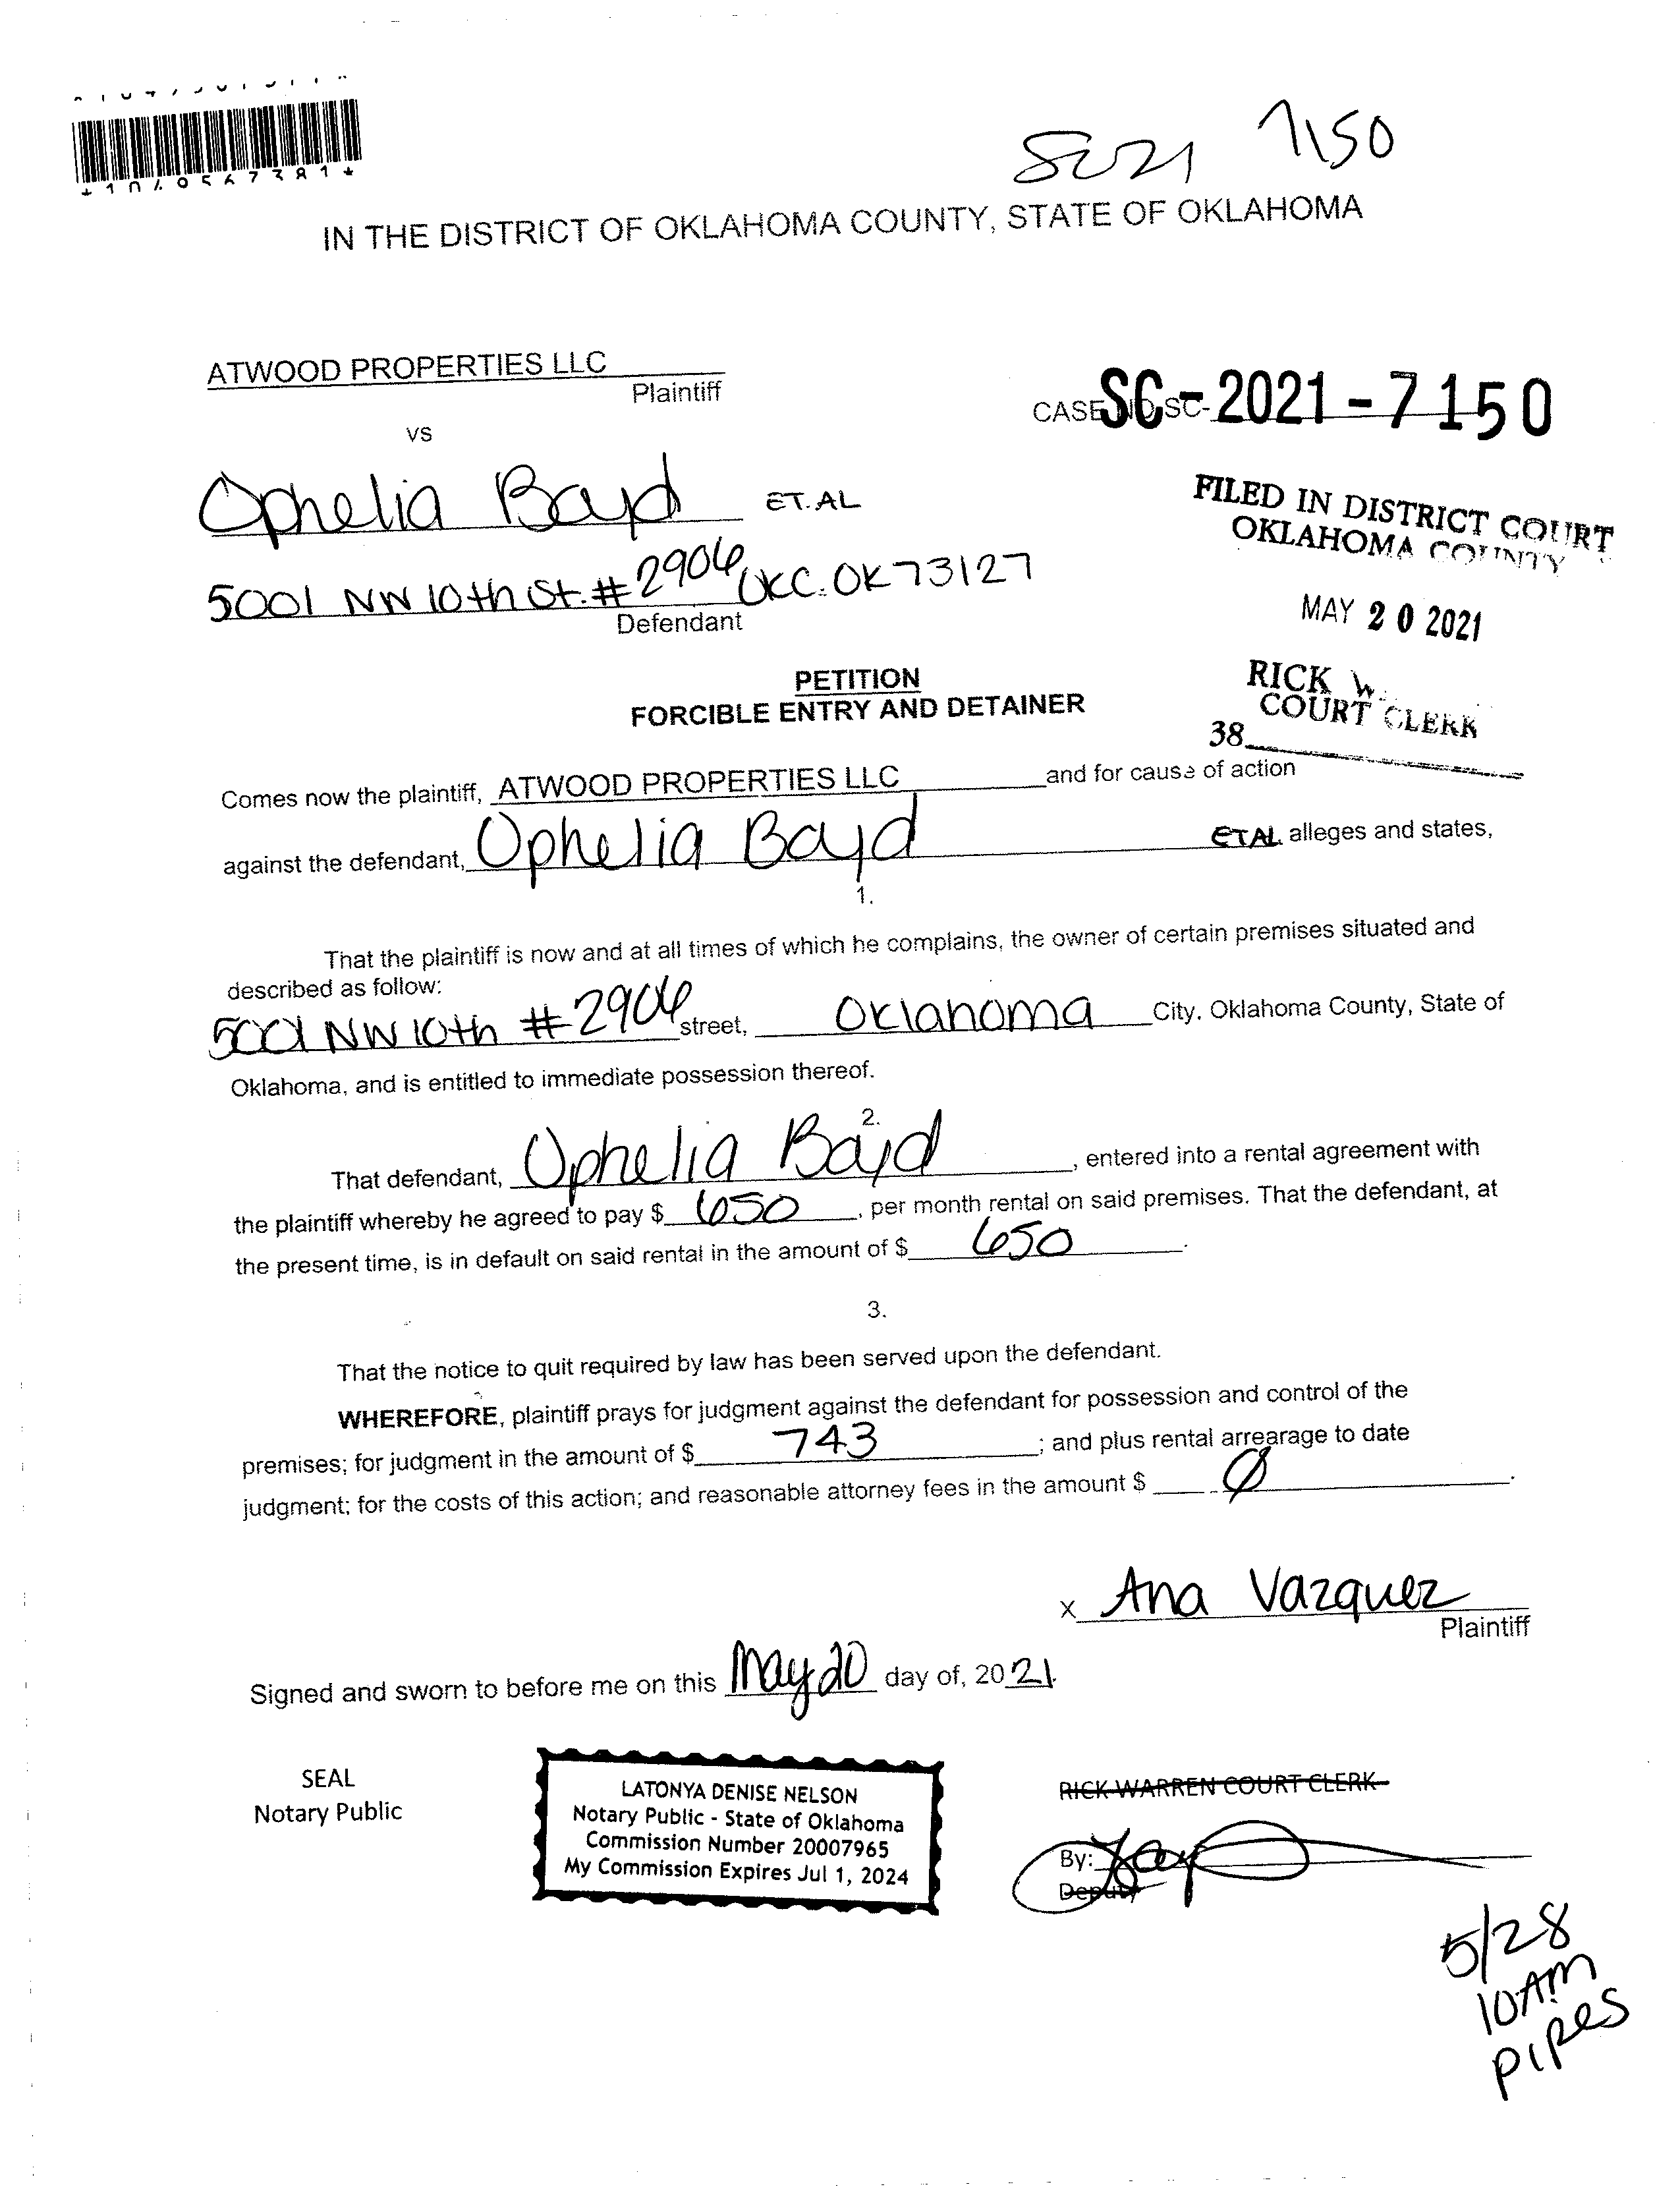 SC21 7150
IN THE DISTRICT OF OKLAHOMA COUNTY, STATE OF OKLAHOMA
ATWOOD PROPERTIES LLC
Plaintiff
CASE NO SC-
SC-2021-7150
vs
Ophelia Bayd ET.AL
5001 NW 10th St. #2906 OKC. OK 73127
Defendant
FILED IN DISTRICT COURT
OKLAHOMA COUNTY
MAY 20 2021
RICK W.
COURT CLERK
38
PETITION
FORCIBLE ENTRY AND DETAINER
Comes now the plaintiff, ATWOOD PROPERTIES LLC and for cause of action
against the defendant, Ophelia Bayd ETAL alleges and states,
1.
That the plaintiff is now and at all times of which he complains, the owner of certain premises situated and
described as follow:
5001 NW 10th #2906 street, Oklahoma City. Oklahoma County, State of
Oklahoma, and is entitled to immediate possession thereof.
2.
That defendant, Ophelia Bayd, entered into a rental agreement with
the plaintiff whereby he agreed to pay $ 650, per month rental on said premises. That the defendant, at
the present time, is in default on said rental in the amount of $ 650.
3.
That the notice to quit required by law has been served upon the defendant.
WHEREFORE, plaintiff prays for judgment against the defendant for possession and control of the
premises; for judgment in the amount of $ 743; and plus rental arrearage to date
judgment; for the costs of this action; and reasonable attorney fees in the amount $ Ø.
x Ana Vazquez
Plaintiff
Signed and sworn to before me on this May 20 day of, 2021.
SEAL
Notary Public
LATONYA DENISE NELSON
Notary Public - State of Oklahoma
Commission Number 20007965
My Commission Expires Jul 1, 2024
RICK WARREN COURT CLERK
By:
Deputy
5/28
10AM
PIPES